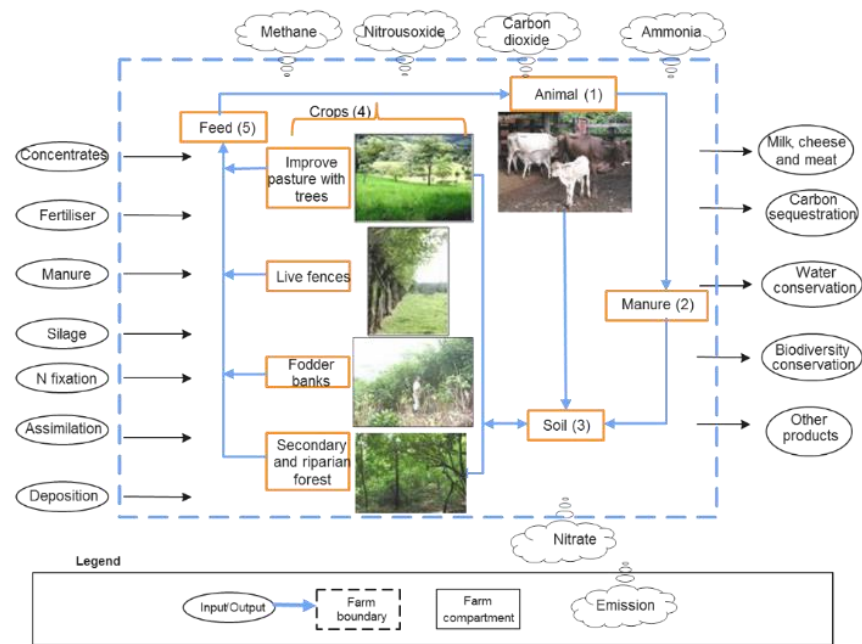 Methane
Nitrousoxide
Carbon
dioxide
Ammonia
Animal (1)
Crops (4)
Feed (5)
Concentrates
Improve
pasture with
trees
Milk, cheese
and meat
Fertiliser
Carbon
sequestration
Manure
Live fences
Water
conservation
Manure (2)
Silage
Fodder
banks
Biodiversity
conservation
N fixation
Assimilation
Soil (3)
Other
products
Secondary
and riparian
forest
Deposition
Nitrate
Legend
Input/Output
Farm
boundary
Farm
compartment
Emission